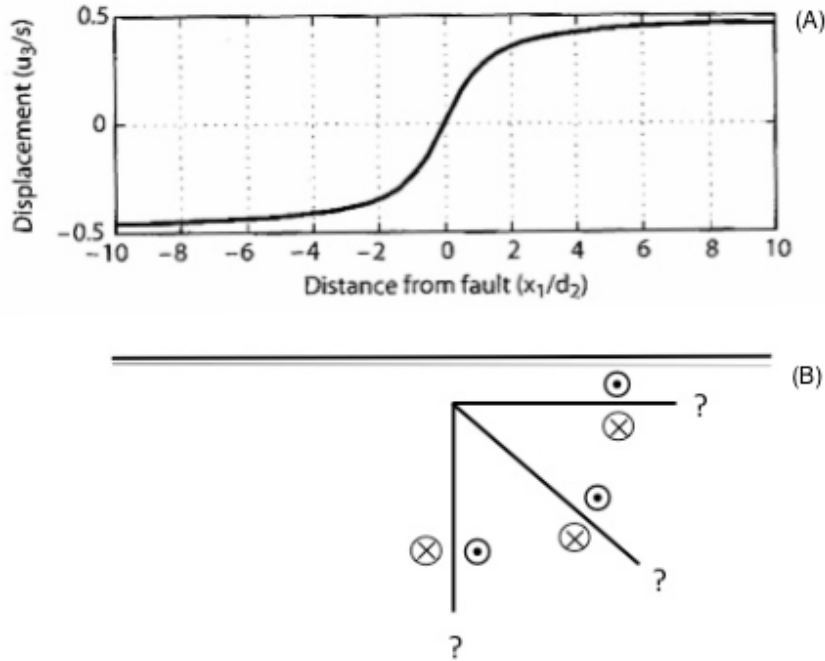 (A)
Displacement (u₃/s)
0.5
0
−0.5
−10 −8 −6 −4 −2 0 2 4 6 8 10
Distance from fault (x₁/d₂)
(B)
?
?
?